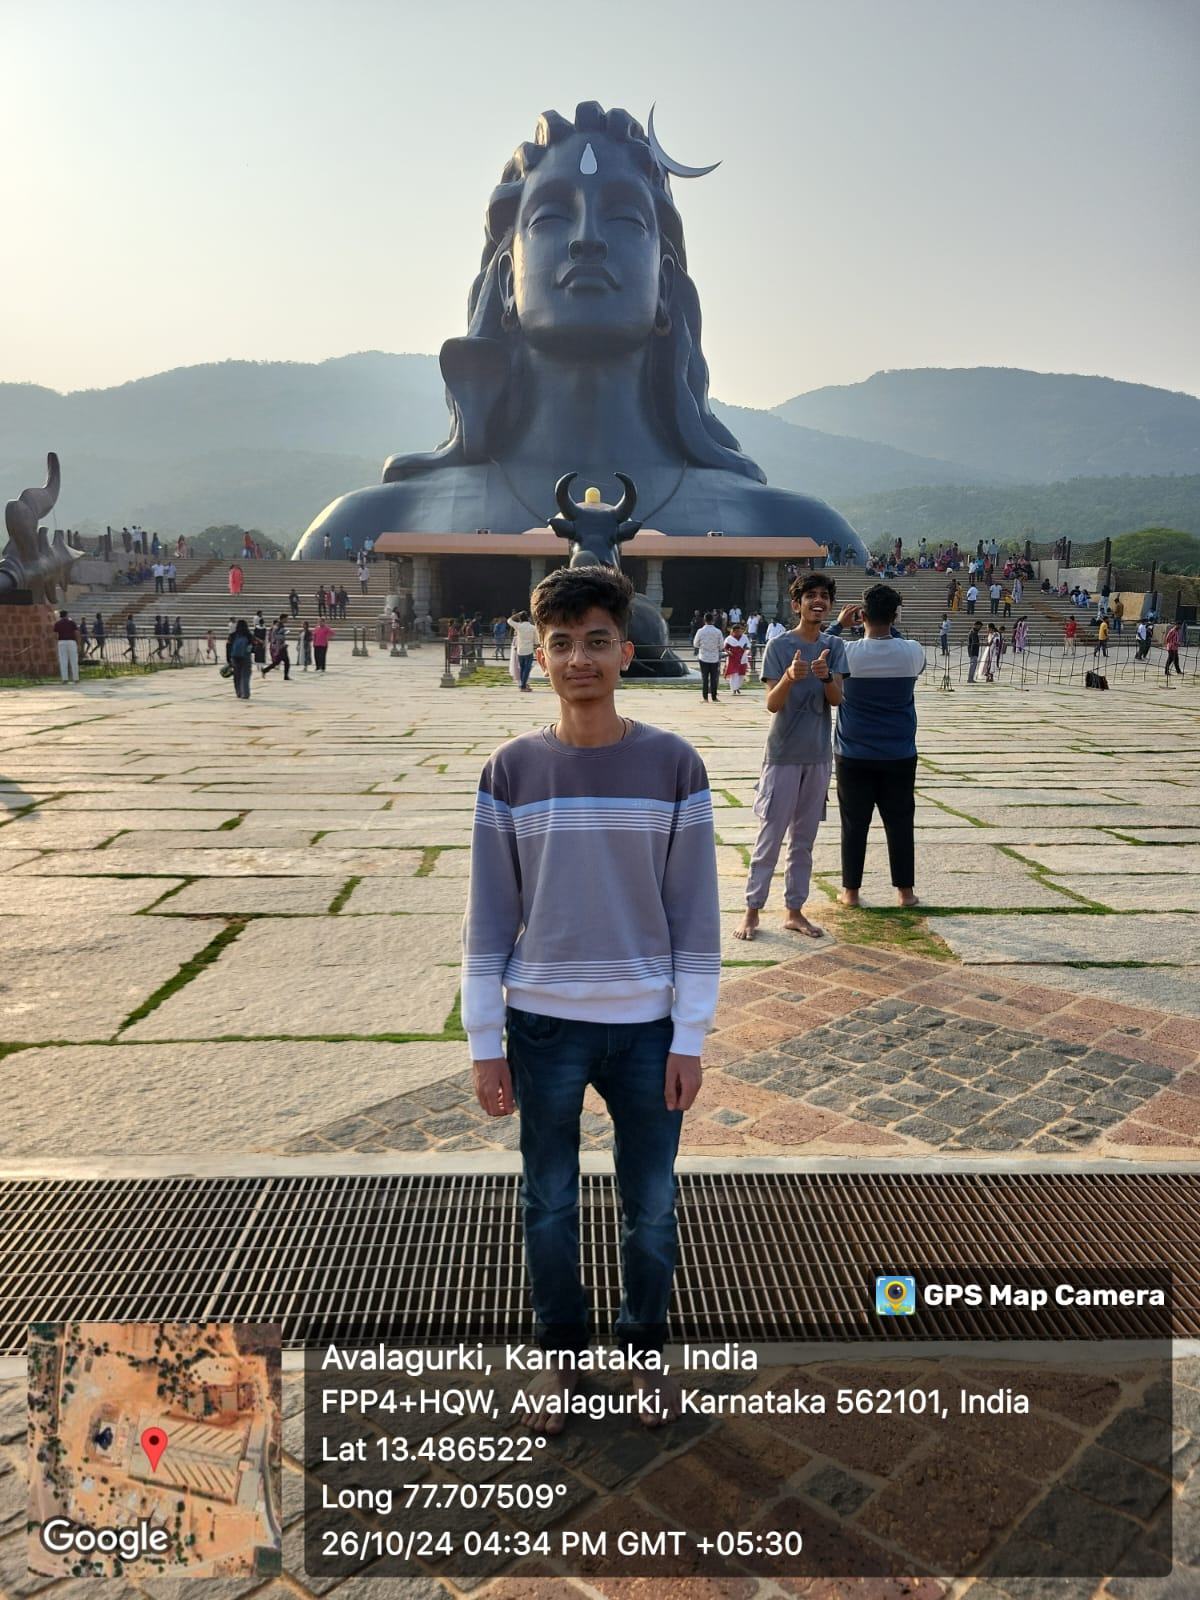 GPS Map Camera
Avalagurki, Karnataka, India
FPP4+HQW, Avalagurki, Karnataka 562101, India
Lat 13.486522°
Long 77.707509°
26/10/24 04:34 PM GMT +05:30
Google